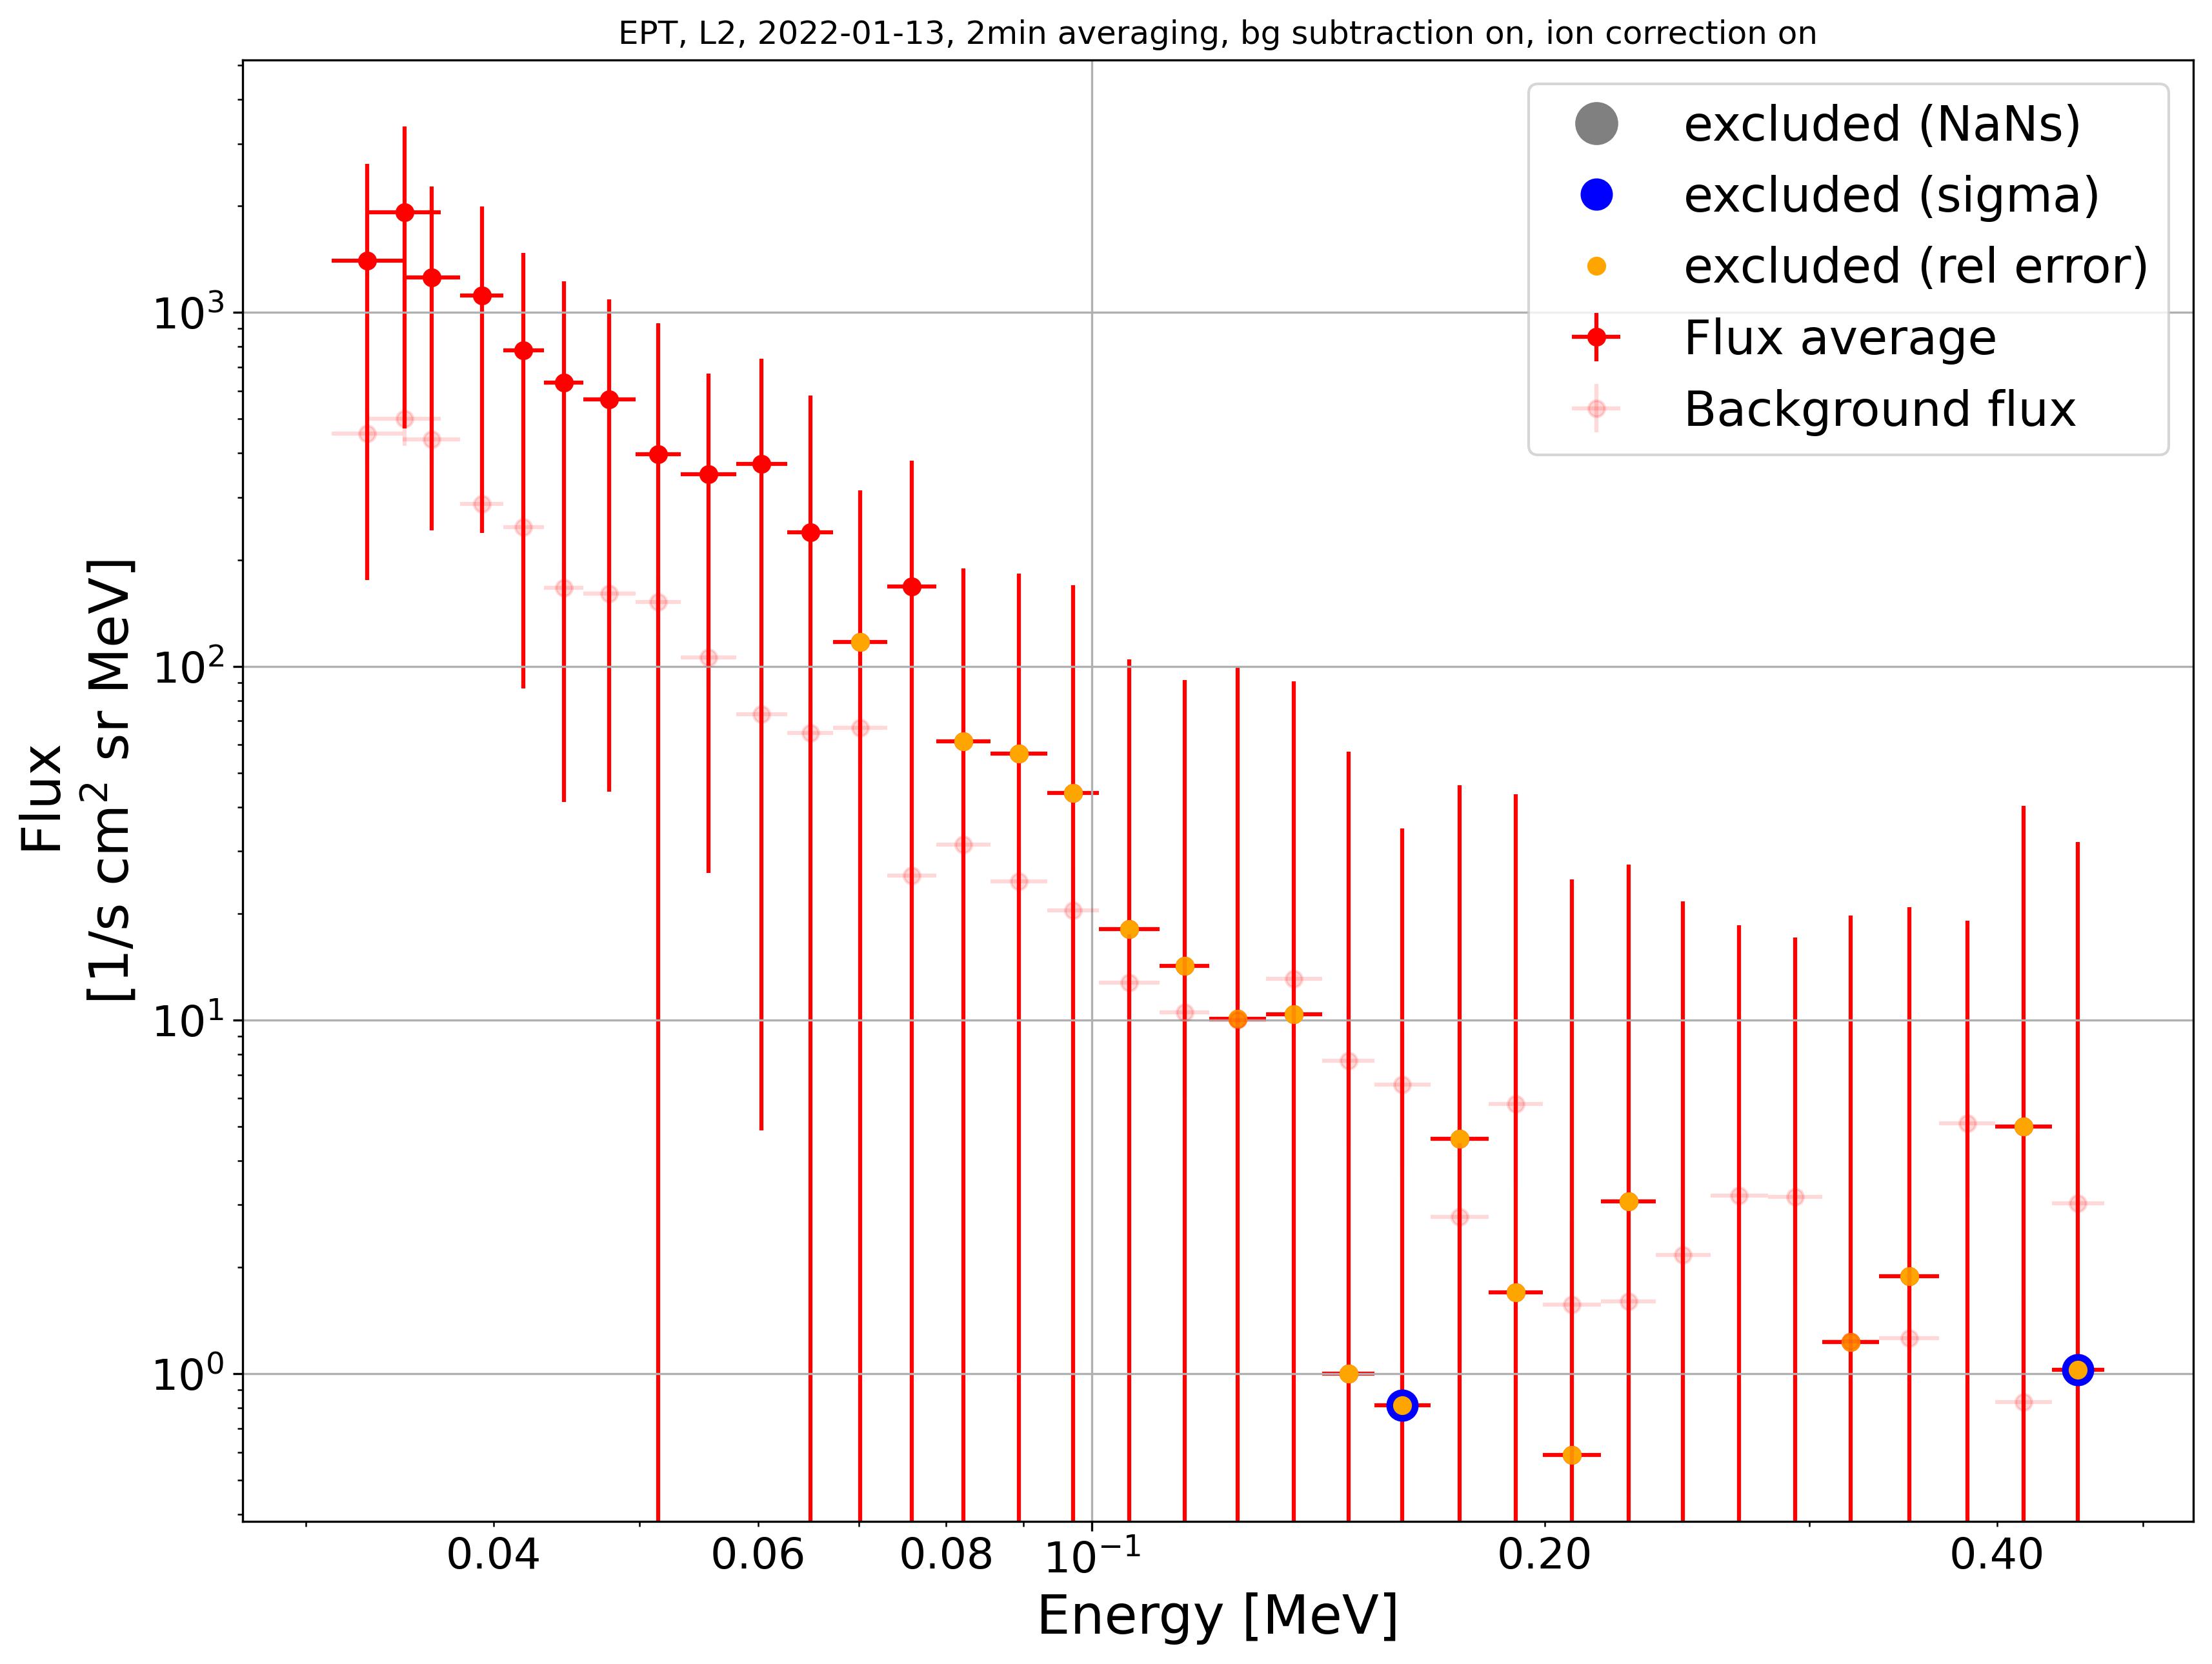 EPT, L2, 2022-01-13, 2min averaging, bg subtraction on, ion correction on
excluded (NaNs)
excluded (sigma)
excluded (rel error)
Flux average
Background flux
Flux
[1/s cm² sr MeV]
10³
10²
10¹
10⁰
0.04
0.06
0.08
10⁻¹
0.20
0.40
Energy [MeV]